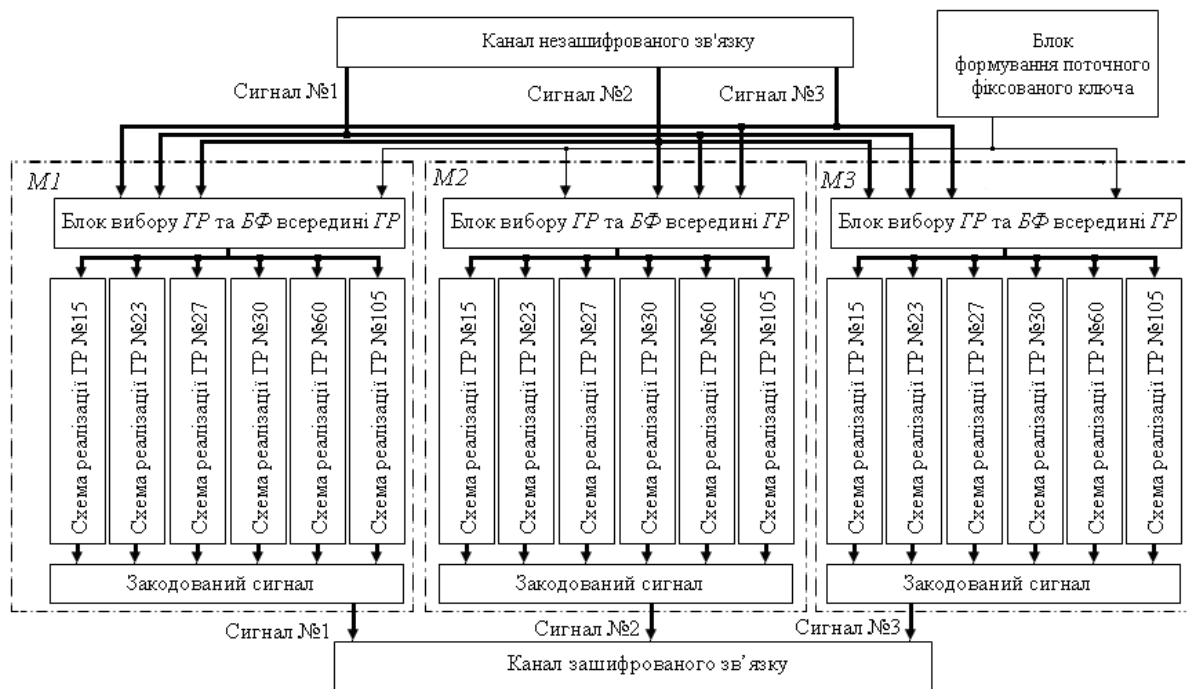 Канал незашифрованого зв'язку
Блок
формування поточного
фіксованого ключа
Сигнал №1
Сигнал №2
Сигнал №3
М1
Блок вибору ГР та БФ всередині ГР
Схема реалізації ГР №15
Схема реалізації ГР №23
Схема реалізації ГР №27
Схема реалізації ГР №30
Схема реалізації ГР №60
Схема реалізації ГР №105
Закодований сигнал
М2
Блок вибору ГР та БФ всередині ГР
Схема реалізації ГР №15
Схема реалізації ГР №23
Схема реалізації ГР №27
Схема реалізації ГР №30
Схема реалізації ГР №60
Схема реалізації ГР №105
Закодований сигнал
М3
Блок вибору ГР та БФ всередині ГР
Схема реалізації ГР №15
Схема реалізації ГР №23
Схема реалізації ГР №27
Схема реалізації ГР №30
Схема реалізації ГР №60
Схема реалізації ГР №105
Закодований сигнал
Сигнал №1
Сигнал №2
Сигнал №3
Канал зашифрованого зв’язку